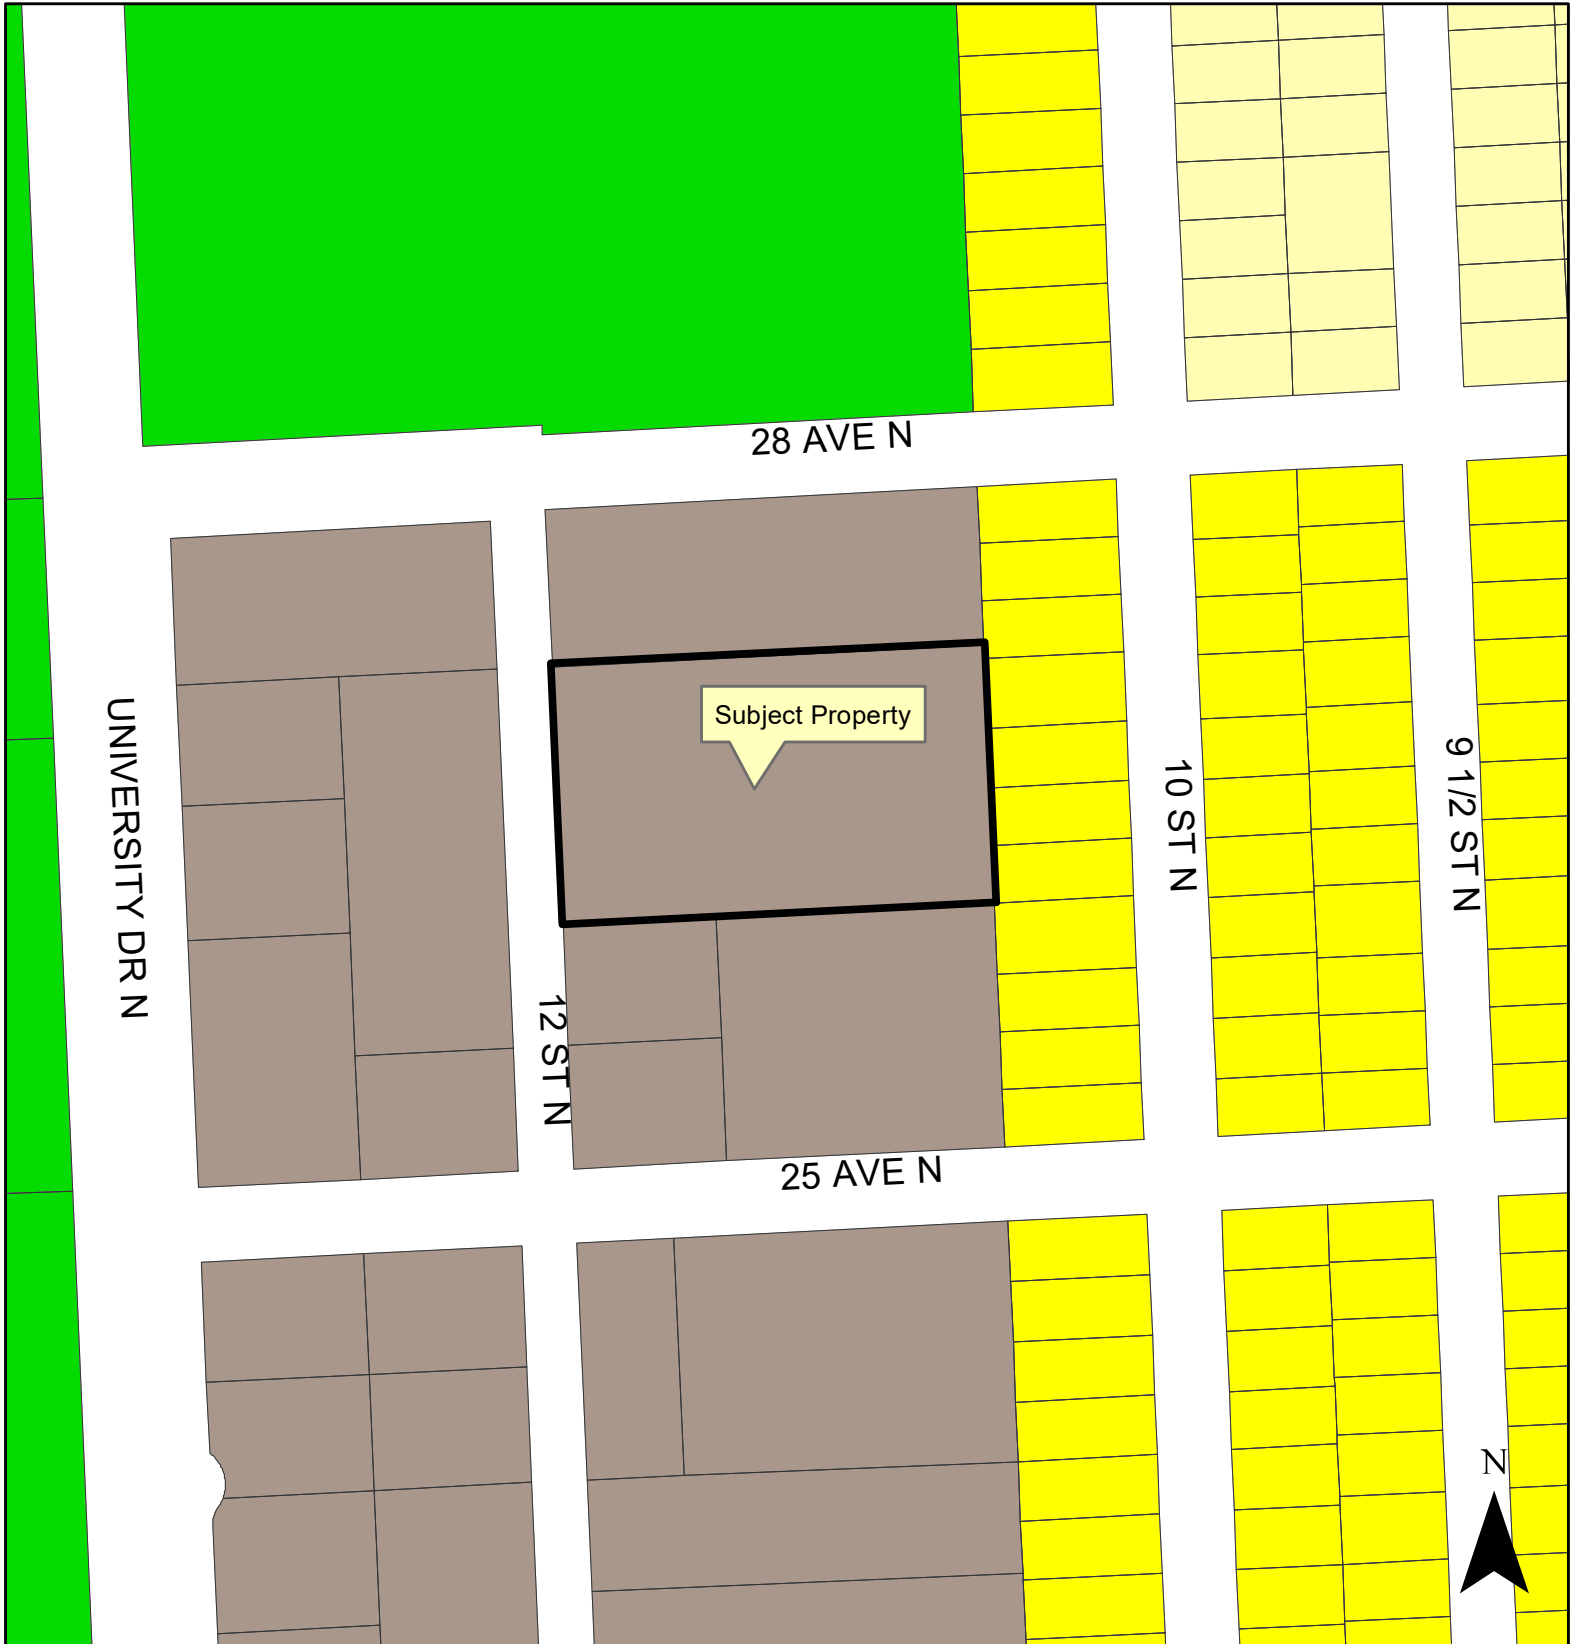 28 AVE N
Subject Property
UNIVERSITY DR N
12 ST N
10 ST N
9 1/2 ST N
25 AVE N
N